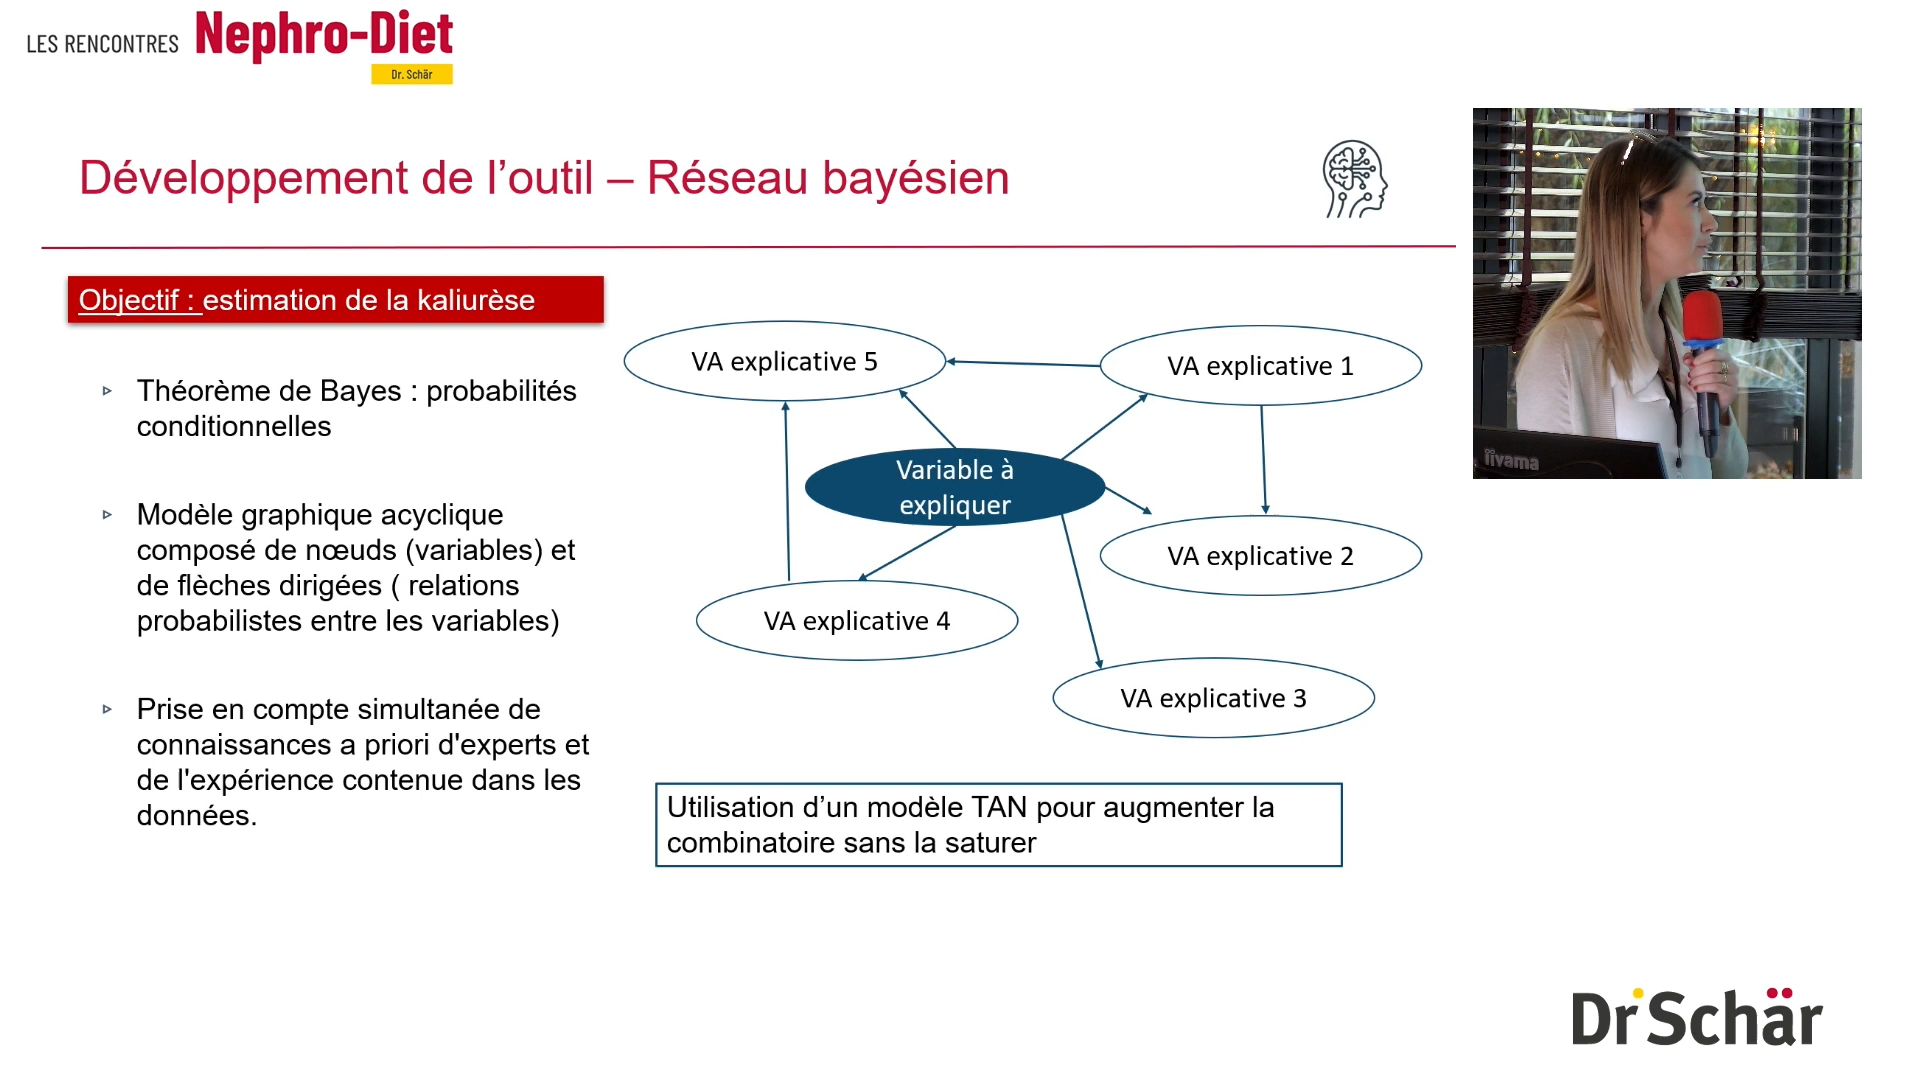 LES RENCONTRES Nephro-Diet
Dr. Schär
Développement de l’outil – Réseau bayésien
Objectif : estimation de la kaliurèse
Théorème de Bayes : probabilités
conditionnelles
Modèle graphique acyclique
composé de nœuds (variables) et
de flèches dirigées ( relations
probabilistes entre les variables)
Prise en compte simultanée de
connaissances a priori d'experts et
de l'expérience contenue dans les
données.
VA explicative 5
VA explicative 1
Variable à
expliquer
VA explicative 2
VA explicative 4
VA explicative 3
Utilisation d’un modèle TAN pour augmenter la
combinatoire sans la saturer
iiyama
Dr Schär